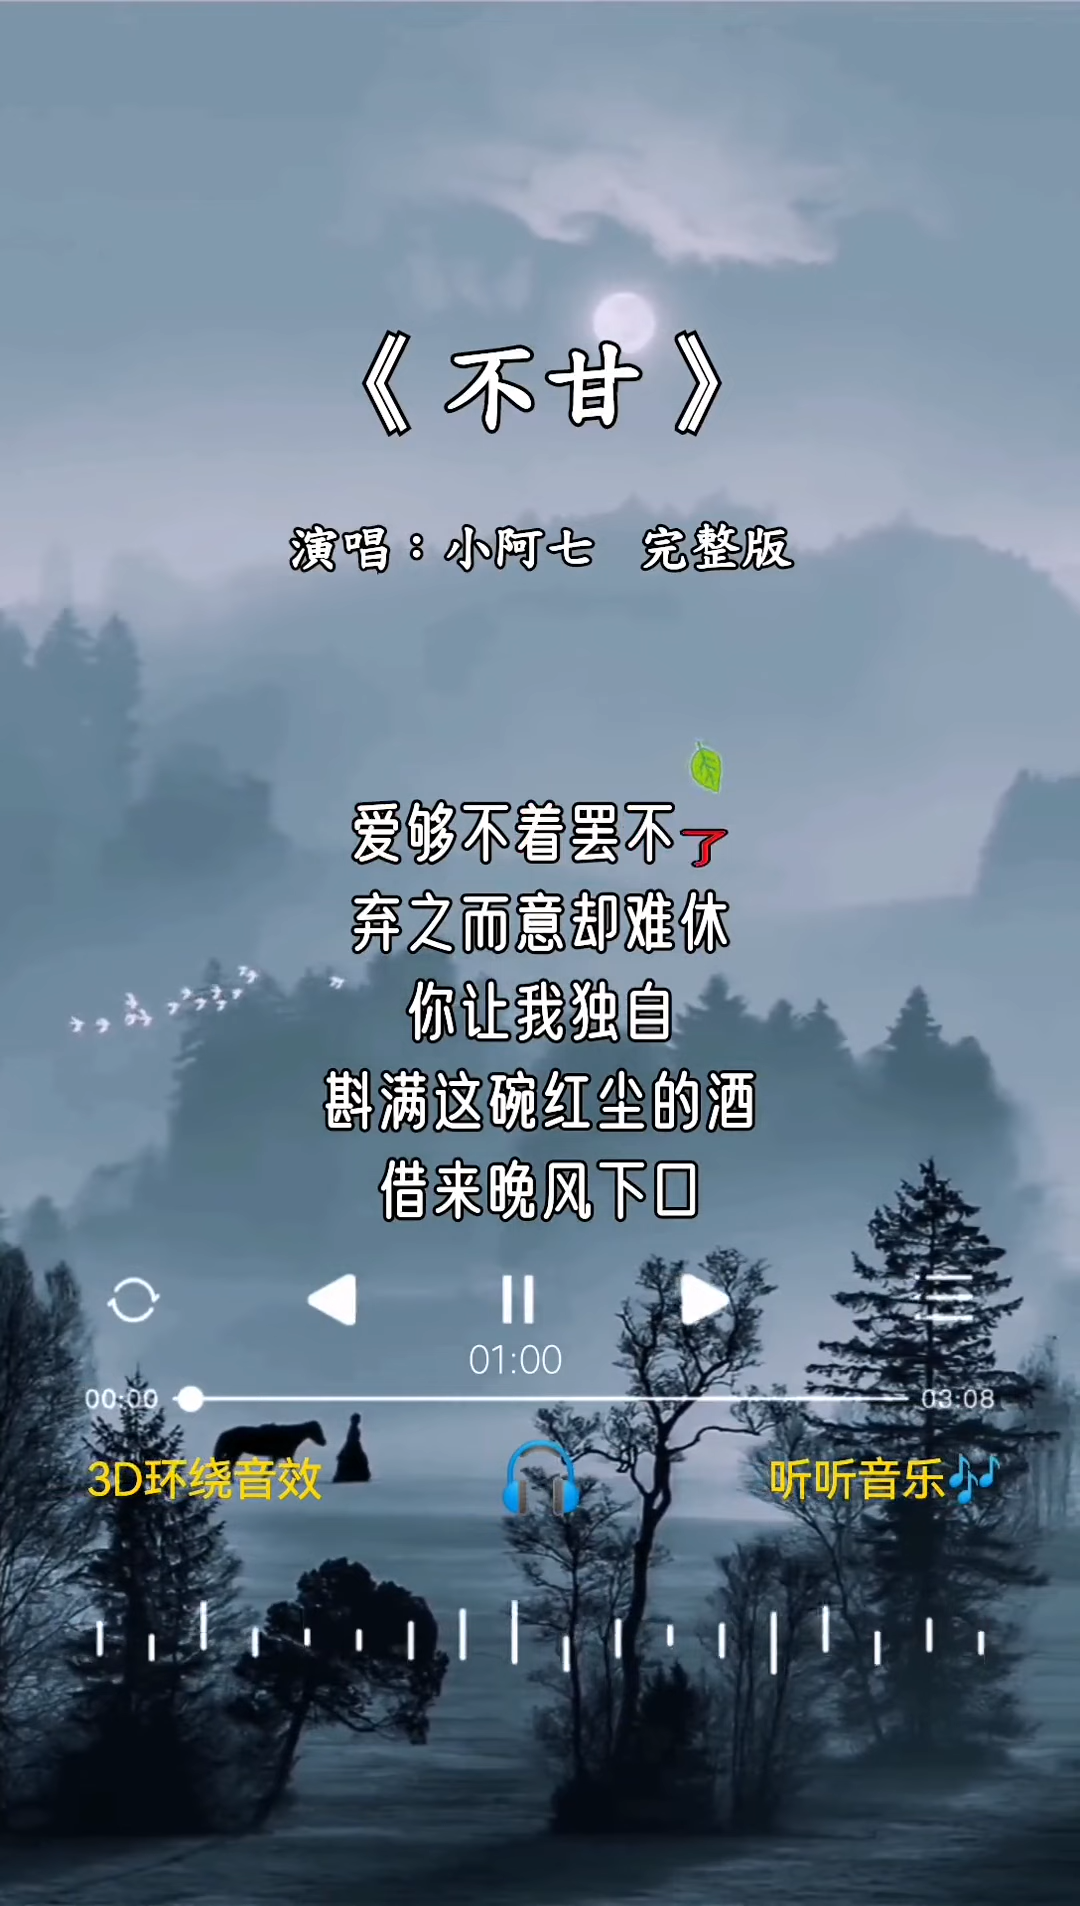 《不甘》
演唱：小阿七 完整版
爱够不着罢不了
弃之而意却难休
你让我独自
斟满这碗红尘的酒
借来晚风下口
01:00
00:00 03:08
3D环绕音效 听听音乐